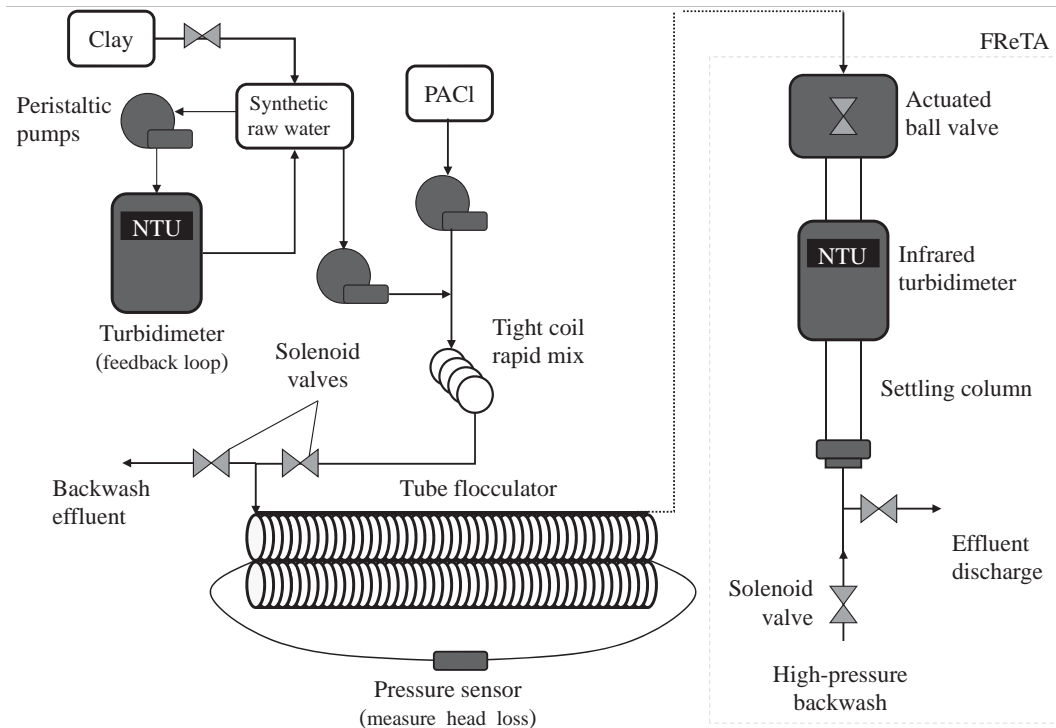 Clay
FReTA
PACl
Peristaltic
pumps
Synthetic
raw water
Actuated
ball valve
NTU
NTU
Infrared
turbidimeter
Turbidimeter
(feedback loop)
Solenoid
valves
Tight coil
rapid mix
Settling column
Backwash
effluent
Tube flocculator
Effluent
discharge
Solenoid
valve
Pressure sensor
(measure head loss)
High-pressure
backwash